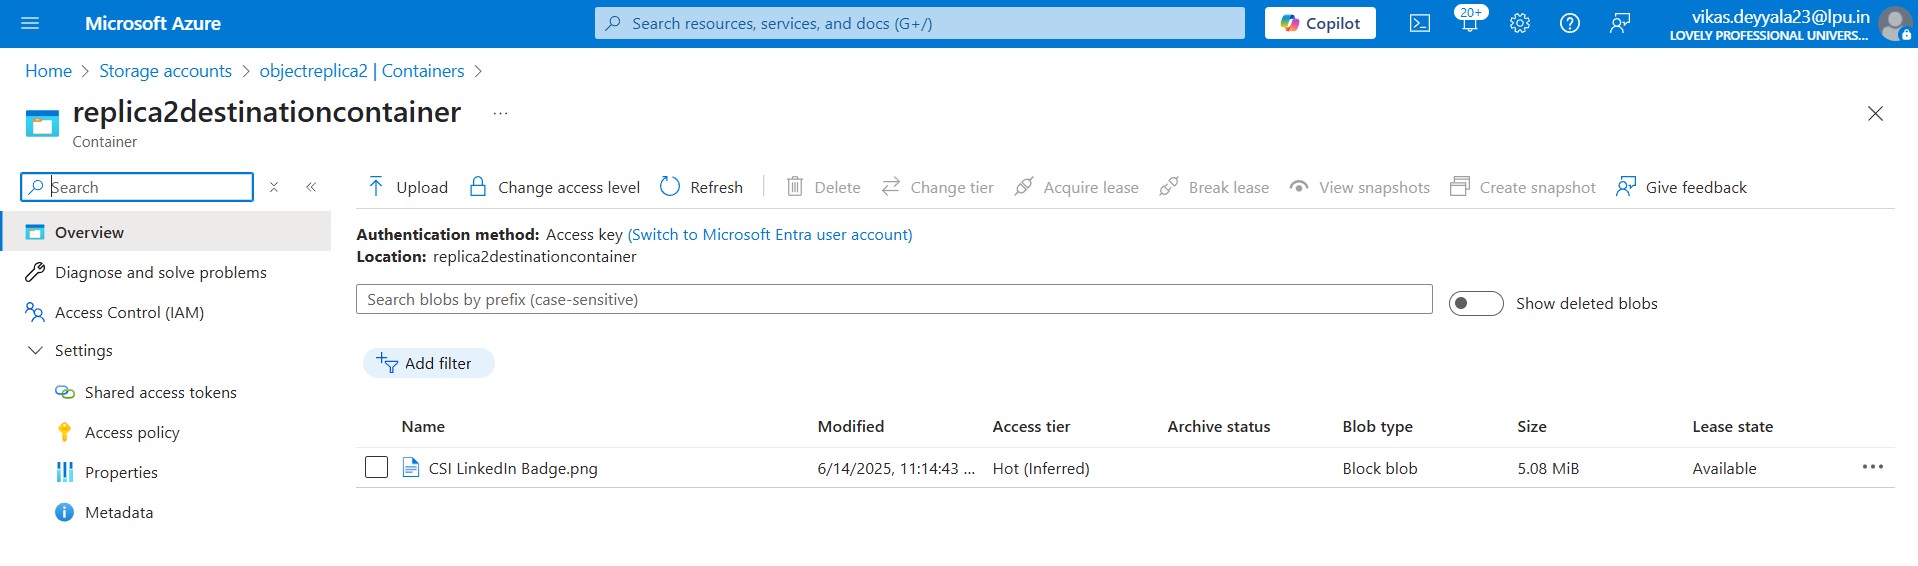 Microsoft Azure
Search resources, services, and docs (G+/)
Copilot
20+
vikas.deyyala23@lpu.in
LOVELY PROFESSIONAL UNIVERS...
Home > Storage accounts > objectreplica2 | Containers >
replica2destinationcontainer ...
Container
Search
Upload Change access level Refresh Delete Change tier Acquire lease Break lease View snapshots Create snapshot Give feedback
Overview
Diagnose and solve problems
Access Control (IAM)
Settings
Shared access tokens
Access policy
Properties
Metadata
Authentication method: Access key (Switch to Microsoft Entra user account)
Location: replica2destinationcontainer
Search blobs by prefix (case-sensitive)
Show deleted blobs
Add filter
Name Modified Access tier Archive status Blob type Size Lease state
CSI LinkedIn Badge.png 6/14/2025, 11:14:43 ... Hot (Inferred) Block blob 5.08 MiB Available ...